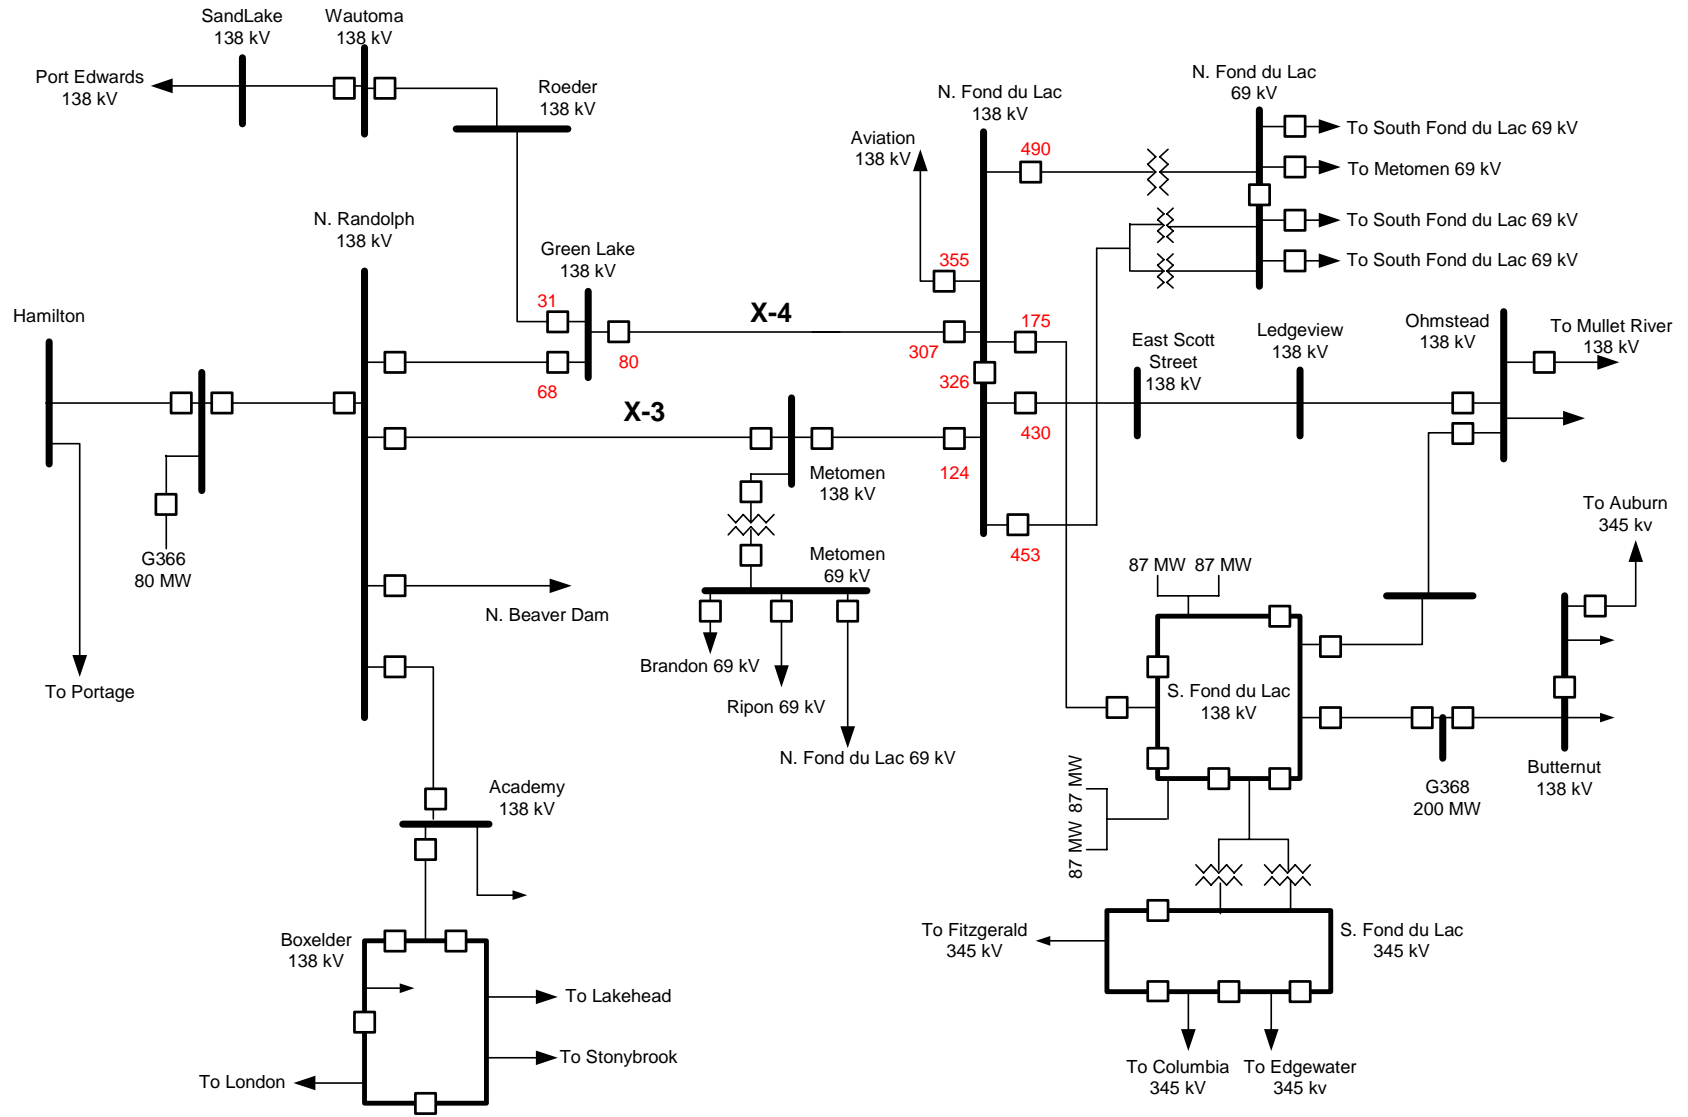 SandLake
138 kV
Wautoma
138 kV
Port Edwards
138 kV
Roeder
138 kV
N. Fond du Lac
138 kV
N. Fond du Lac
69 kV
Aviation
138 kV
490
To South Fond du Lac 69 kV
To Metomen 69 kV
To South Fond du Lac 69 kV
To South Fond du Lac 69 kV
N. Randolph
138 kV
Green Lake
138 kV
355
31
X-4
175
307
80
68
326
Hamilton
East Scott
Street
138 kV
Ledgeview
138 kV
Ohmstead
138 kV
To Mullet River
138 kV
X-3
430
124
Metomen
138 kV
453
G366
80 MW
Metomen
69 kV
To Auburn
345 kv
87 MW
87 MW
N. Beaver Dam
Brandon 69 kV
Ripon 69 kV
N. Fond du Lac 69 kV
To Portage
S. Fond du Lac
138 kV
87 MW
87 MW
G368
200 MW
Butternut
138 kV
Academy
138 kV
Boxelder
138 kV
To Fitzgerald
345 kV
S. Fond du Lac
345 kV
To Lakehead
To Stonybrook
To London
To Columbia
345 kV
To Edgewater
345 kv